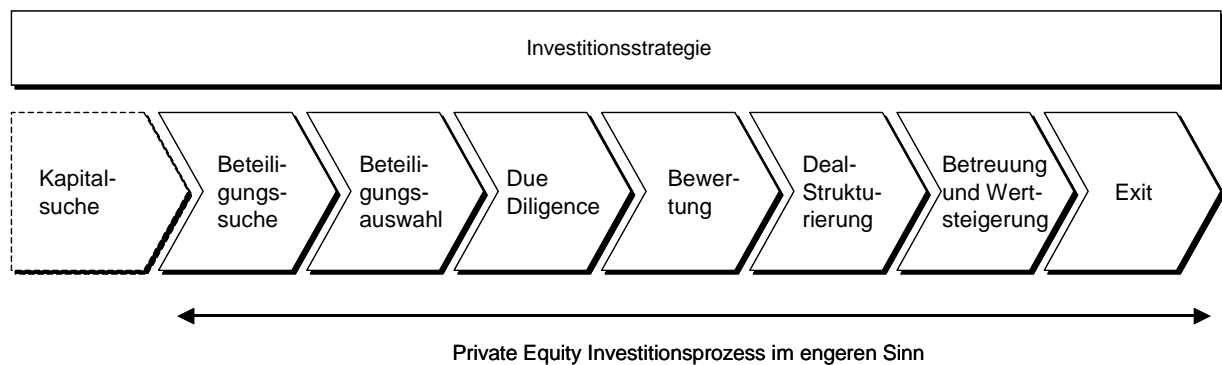 Investitionsstrategie
Kapital-
suche
Beteili-
gungs-
suche
Beteili-
gungs-
auswahl
Due
Diligence
Bewer-
tung
Deal-
Struktu-
rierung
Betreuung
und Wert-
steigerung
Exit
Private Equity Investitionsprozess im engeren Sinn